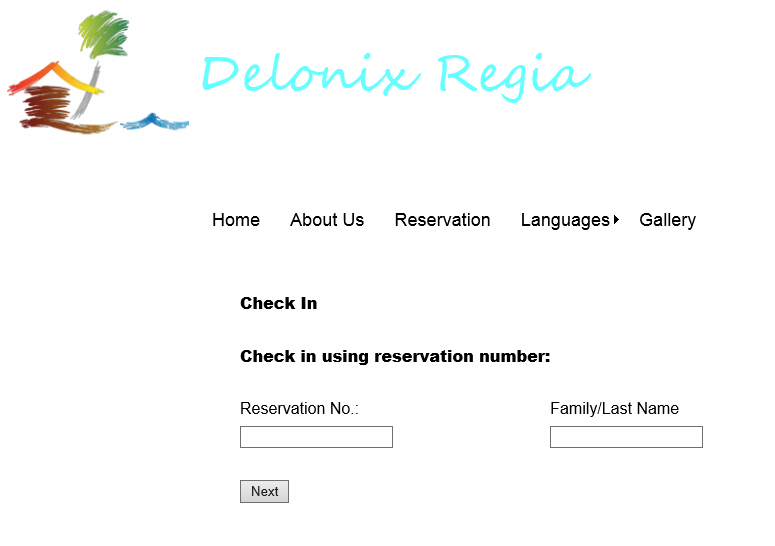 Delonix Regia
Home About Us Reservation Languages Gallery
Check In
Check in using reservation number:
Reservation No.: Family/Last Name
Next